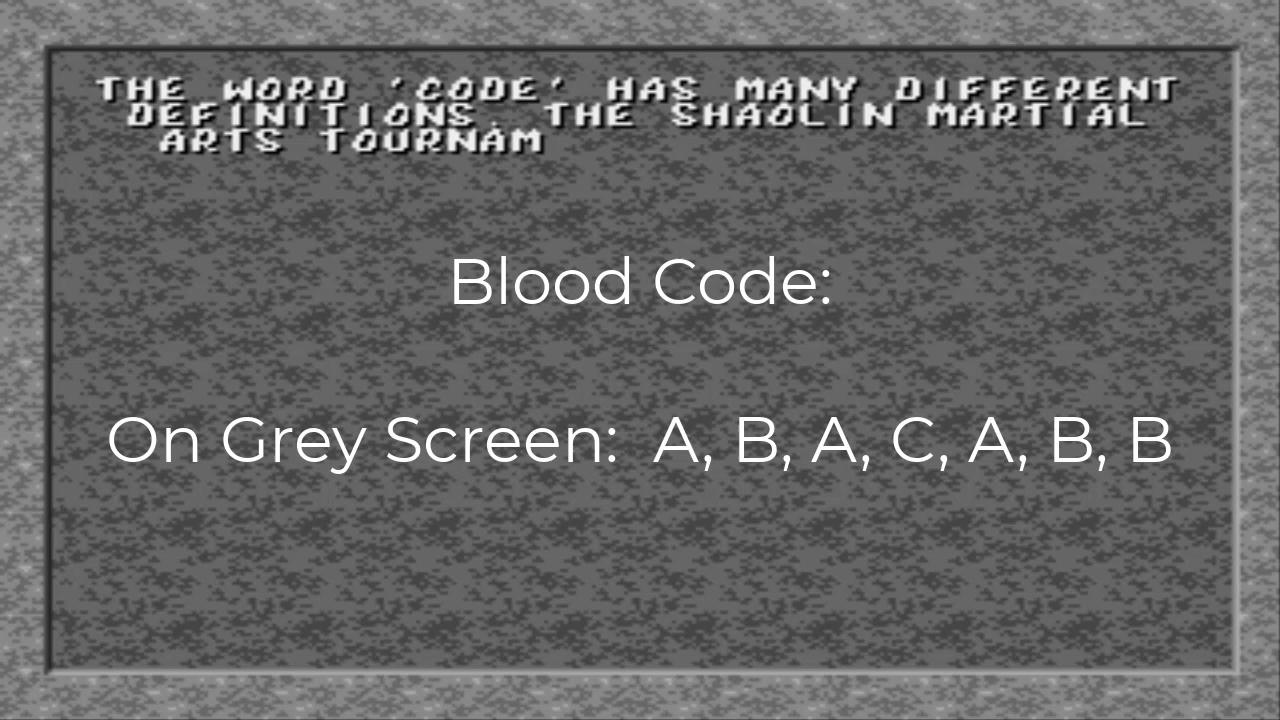 THE WORD 'CODE' HAS MANY DIFFERENT
DEFINITIONS. THE SHAOLIN MARTIAL
ARTS TOURNAM
Blood Code:
On Grey Screen: A, B, A, C, A, B, B